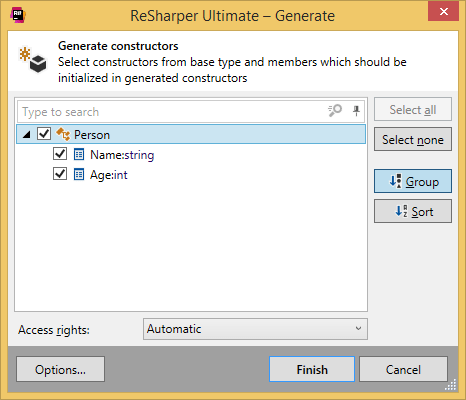 ReSharper Ultimate – Generate
Generate constructors
Select constructors from base type and members which should be
initialized in generated constructors
Type to search
Select all
Person
Select none
Name:string
Age:int
Group
Sort
Access rights:
Automatic
Options...
Finish
Cancel